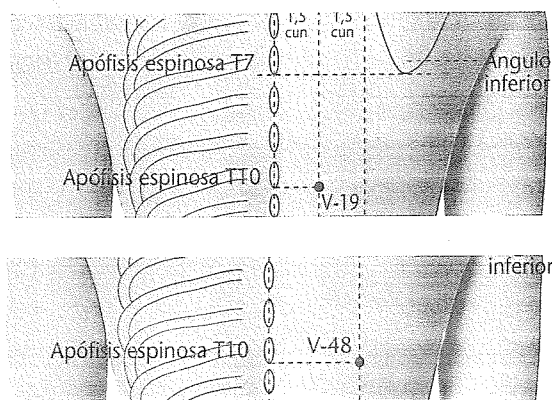 1,5 1,5
cun cun
Apófisis espinosa T7
Ángulo
inferior
Apófisis espinosa T10
V-19
inferior
Apófisis espinosa T10
V-48